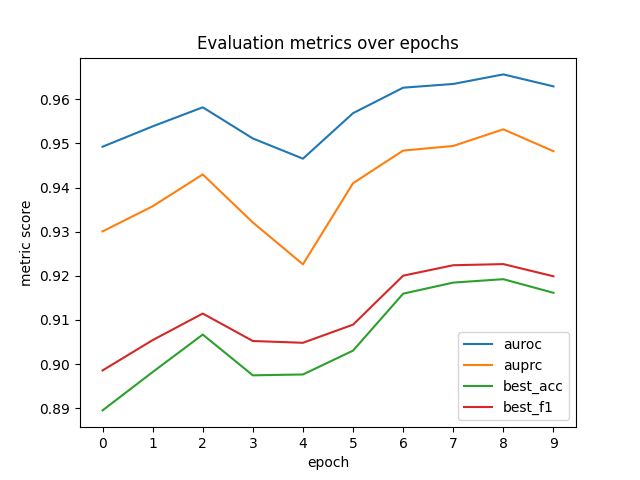 Evaluation metrics over epochs
metric score
0.96
0.95
0.94
0.93
0.92
0.91
0.90
0.89
0 1 2 3 4 5 6 7 8 9
epoch
auroc
auprc
best_acc
best_f1